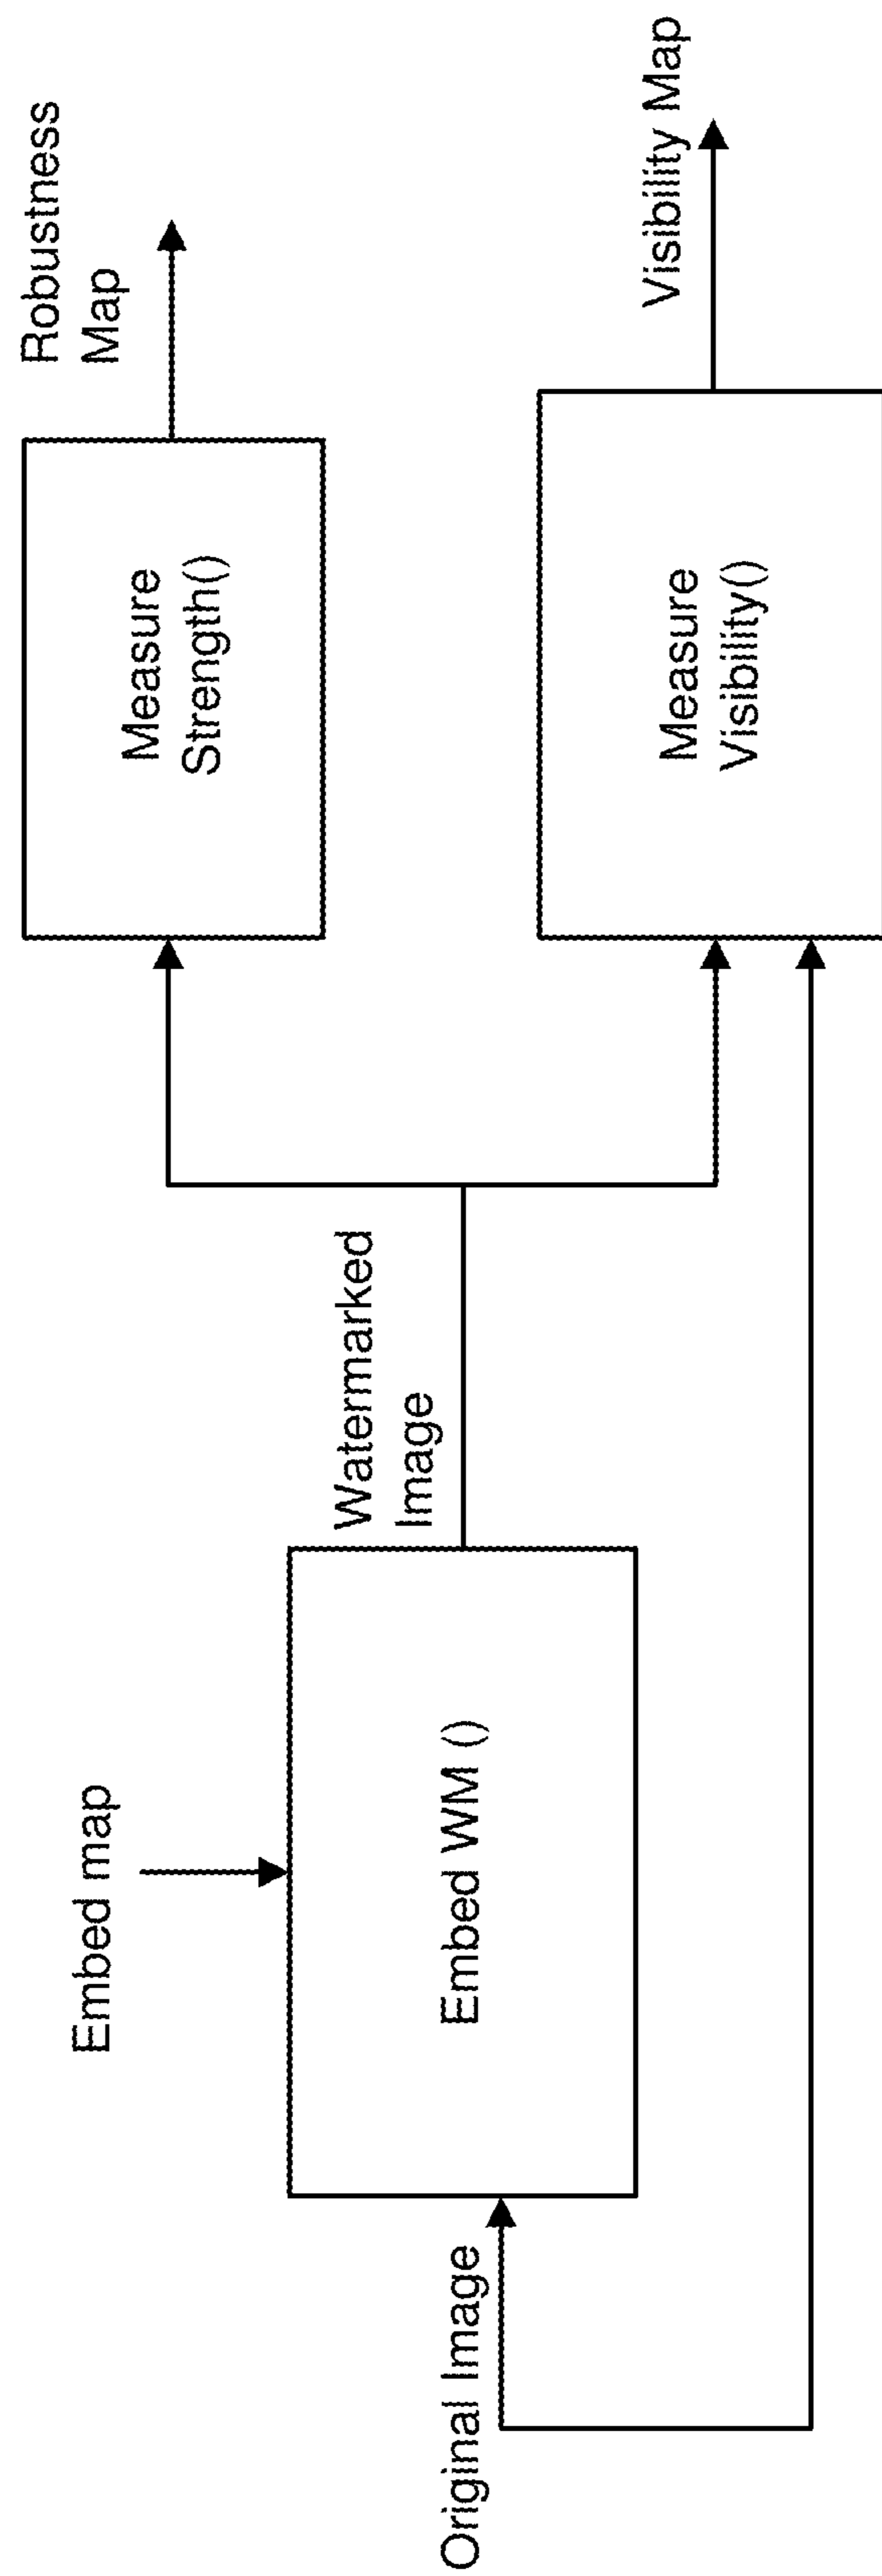 Original Image
Embed map
Embed WM ()
Watermarked
Image
Measure
Strength()
Robustness
Map
Measure
Visibility()
Visibility Map